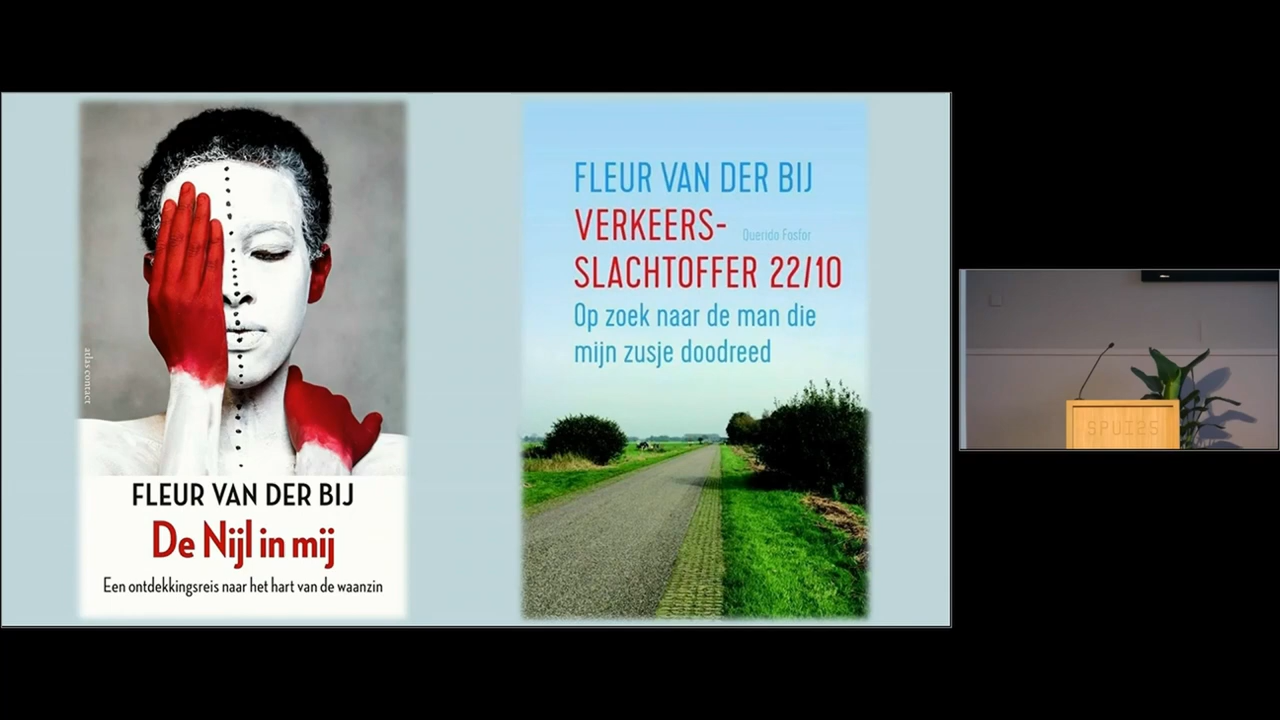 atlas contact
FLEUR VAN DER BIJ
De Nijl in mij
Een ontdekkingsreis naar het hart van de waanzin
FLEUR VAN DER BIJ
VERKEERS-
Querido Fosfor
SLACHTOFFER 22/10
Op zoek naar de man die
mijn zusje doodreed
SPUI25